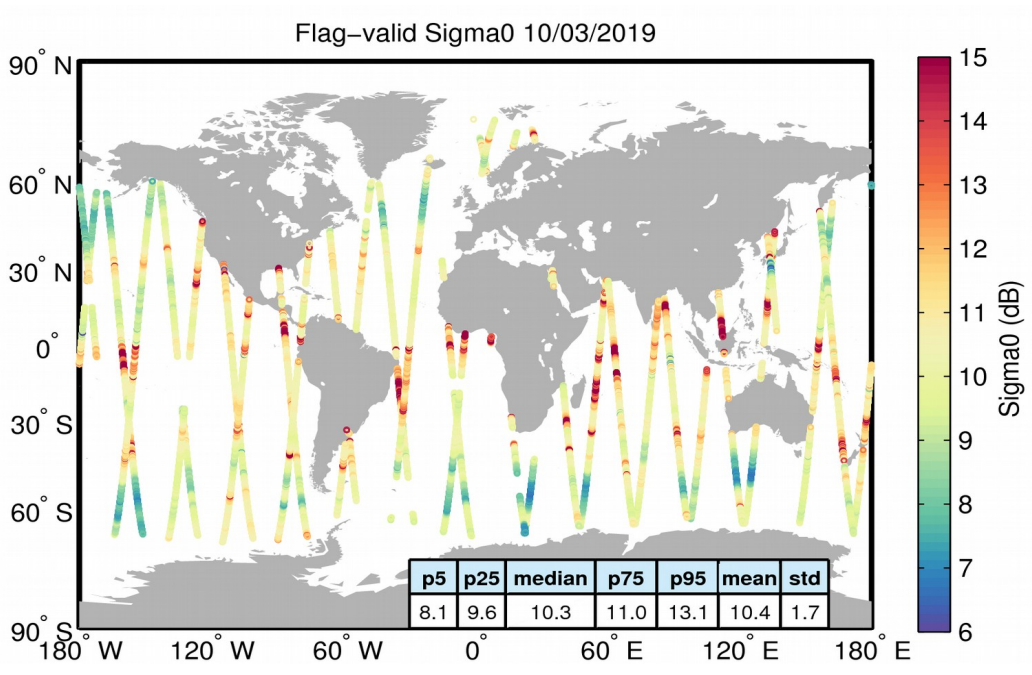 Flag−valid Sigma0 10/03/2019
90° N
60° N
30° N
0°
30° S
60° S
90° S
180° W
120° W
60° W
0°
60° E
120° E
180° E
15
14
13
12
11
10
9
8
7
6
Sigma0 (dB)
p5 p25 median p75 p95 mean std
8.1 9.6 10.3 11.0 13.1 10.4 1.7